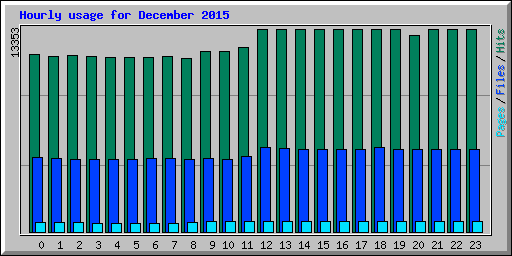 Hourly usage for December 2015
13353
Pages/Files/Hits
0 1 2 3 4 5 6 7 8 9 10 11 12 13 14 15 16 17 18 19 20 21 22 23